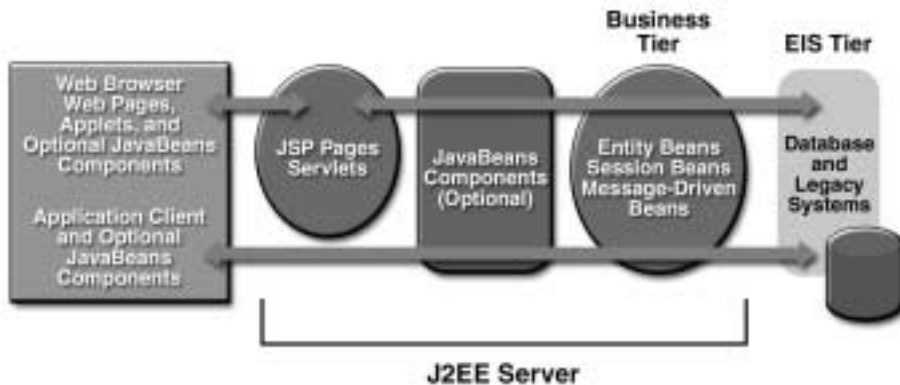 Business
Tier
EIS Tier
Web Browser
Web Pages,
Applets, and
Optional JavaBeans
Components
Application Client
and Optional
JavaBeans
Components
JSP Pages
Servlets
JavaBeans
Components
(Optional)
Entity Beans
Session Beans
Message-Driven
Beans
Database
and
Legacy
Systems
J2EE Server